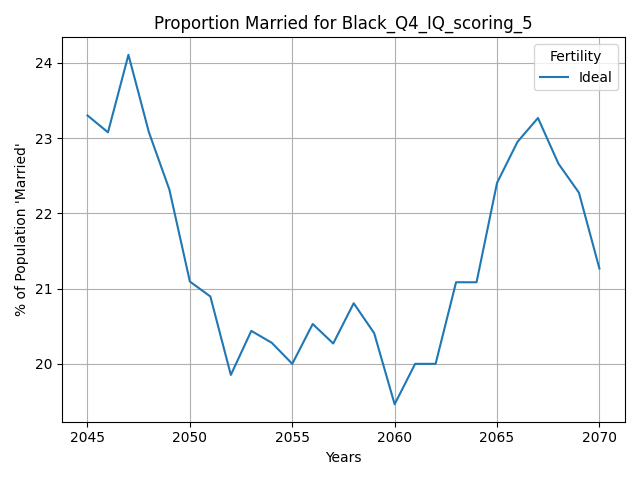 Proportion Married for Black_Q4_IQ_scoring_5
Fertility
Ideal
% of Population 'Married'
24
23
22
21
20
2045 2050 2055 2060 2065 2070
Years